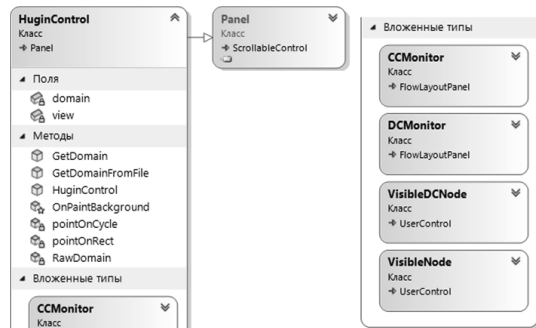 HuginControl
Класс
Panel
Поля
domain
view
Методы
GetDomain
GetDomainFromFile
HuginControl
OnPaintBackground
pointOnCycle
pointOnRect
RawDomain
Вложенные типы
CCMonitor
Класс
Panel
Класс
ScrollableControl
Вложенные типы
CCMonitor
Класс
FlowLayoutPanel
DCMonitor
Класс
FlowLayoutPanel
VisibleDCNode
Класс
UserControl
VisibleNode
Класс
UserControl